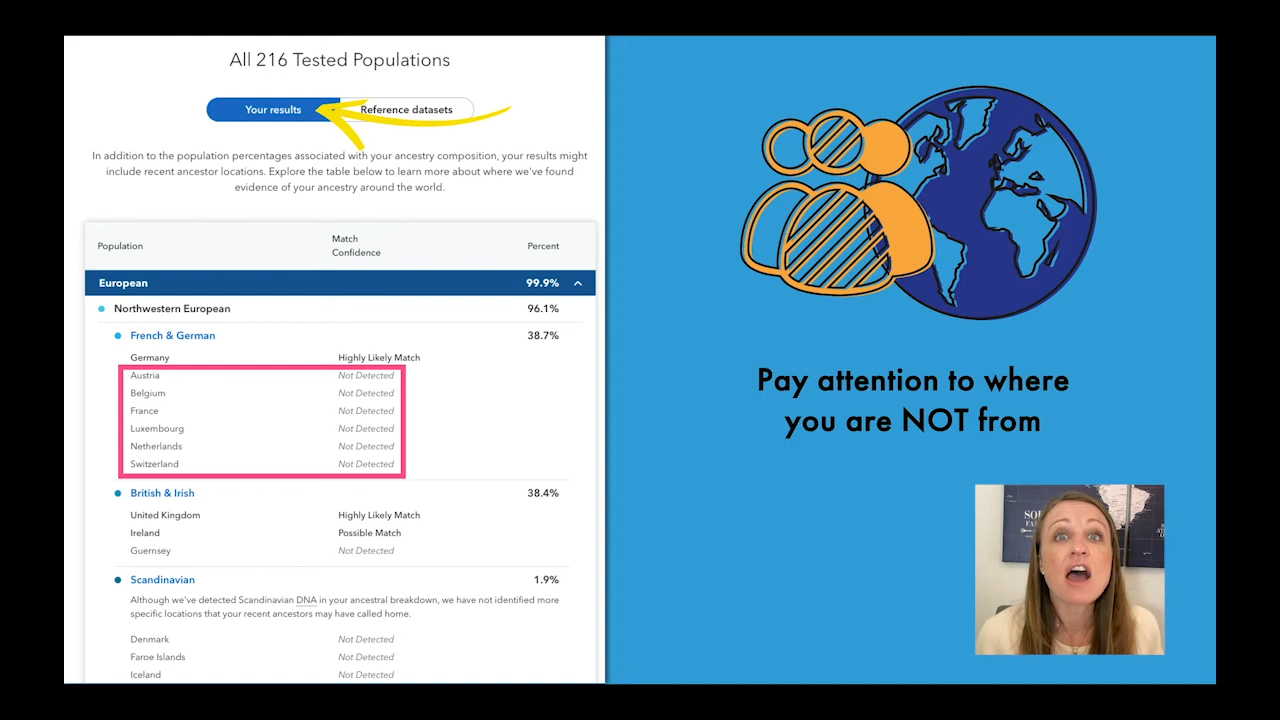 All 216 Tested Populations
Your results
Reference datasets
In addition to the population percentages associated with your ancestry composition, your results might
include recent ancestor locations. Explore the table below to learn more about where we've found
evidence of your ancestry around the world.
Population Match Confidence Percent
European 99.9%
Northwestern European 96.1%
French & German 38.7%
Germany Highly Likely Match
Austria Not Detected
Belgium Not Detected
France Not Detected
Luxembourg Not Detected
Netherlands Not Detected
Switzerland Not Detected
British & Irish 38.4%
United Kingdom Highly Likely Match
Ireland Possible Match
Guernsey Not Detected
Scandinavian 1.9%
Although we've detected Scandinavian DNA in your ancestral breakdown, we have not identified more
specific locations that your recent ancestors may have called home.
Denmark Not Detected
Faroe Islands Not Detected
Iceland Not Detected
Pay attention to where
you are NOT from